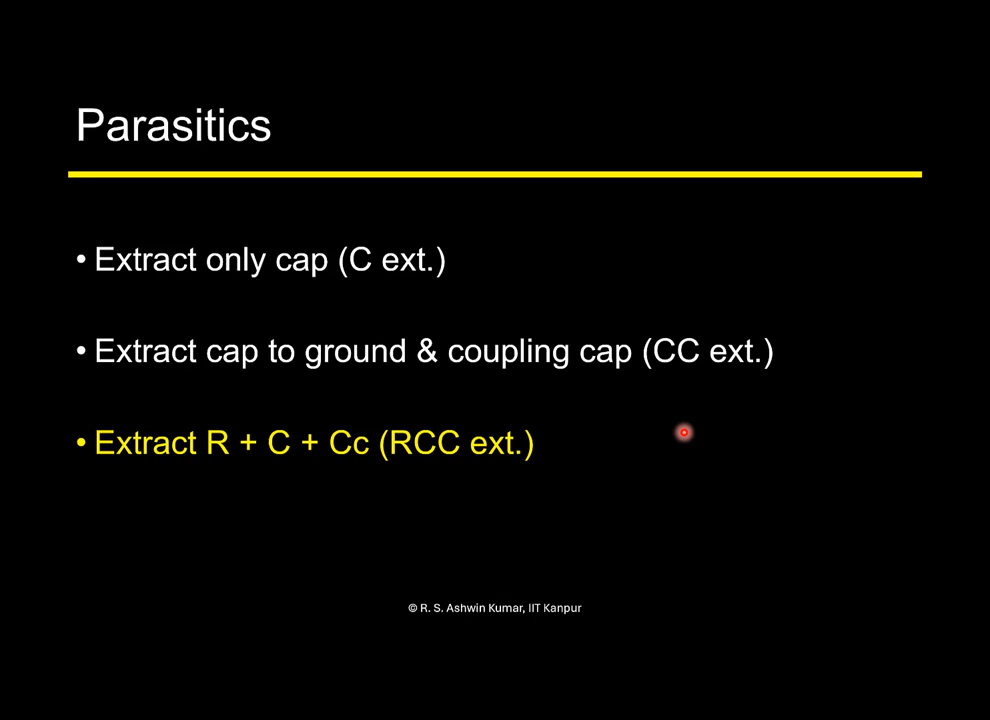 Parasitics
• Extract only cap (C ext.)
• Extract cap to ground & coupling cap (CC ext.)
• Extract R + C + Cc (RCC ext.)
© R. S. Ashwin Kumar, IIT Kanpur